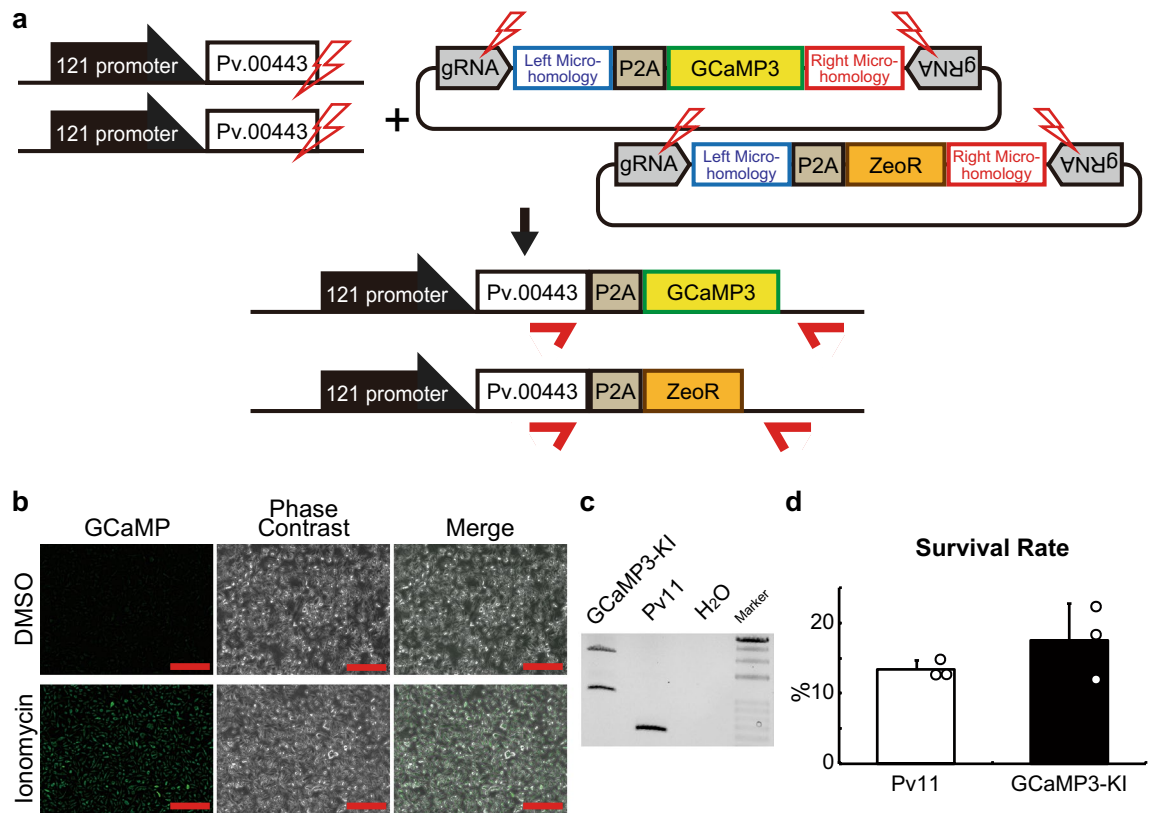 a
121 promoter Pv.00443
121 promoter Pv.00443
+
gRNA Left Micro-homology P2A GCaMP3 Right Micro-homology gRNA
gRNA Left Micro-homology P2A ZeoR Right Micro-homology gRNA
121 promoter Pv.00443 P2A GCaMP3
121 promoter Pv.00443 P2A ZeoR
b
GCaMP
Phase
Contrast
Merge
DMSO
Ionomycin
c
GCaMP3-KI
Pv11
H2O
Marker
d
Survival Rate
%
20
10
0
Pv11
GCaMP3-KI